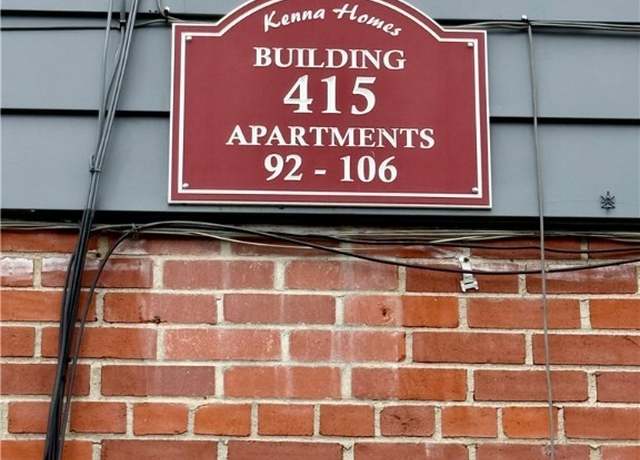 Kenna Homes
BUILDING
415
APARTMENTS
92 - 106